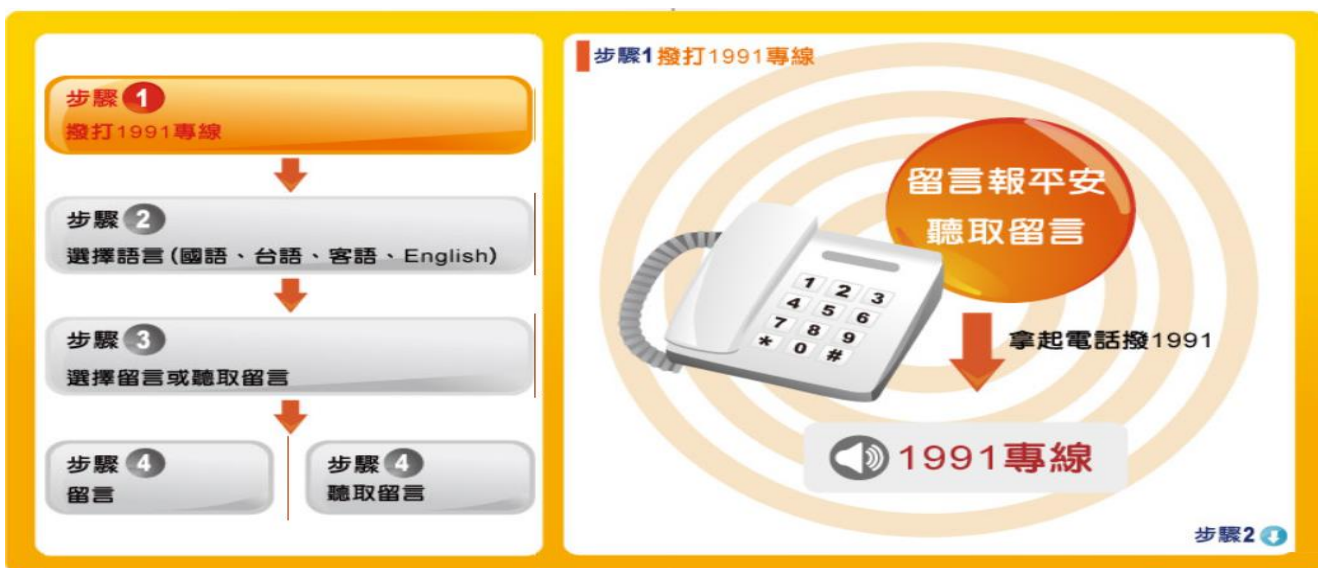 步驟1
撥打1991專線
步驟2
選擇語言(國語、台語、客語、English)
步驟3
選擇留言或聽取留言
步驟4
留言
步驟4
聽取留言
步驟1撥打1991專線
留言報平安
聽取留言
1 2 3
4 5 6
7 8 9
* 0 #
拿起電話撥1991
1991專線
步驟2